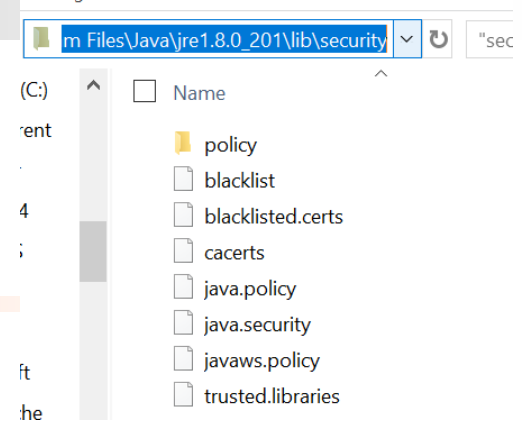 m Files\Java\jre1.8.0_201\lib\security
"sec
(C:)
Name
rent
policy
blacklist
4
blacklisted.certs
cacerts
java.policy
java.security
javaws.policy
ft
trusted.libraries
che